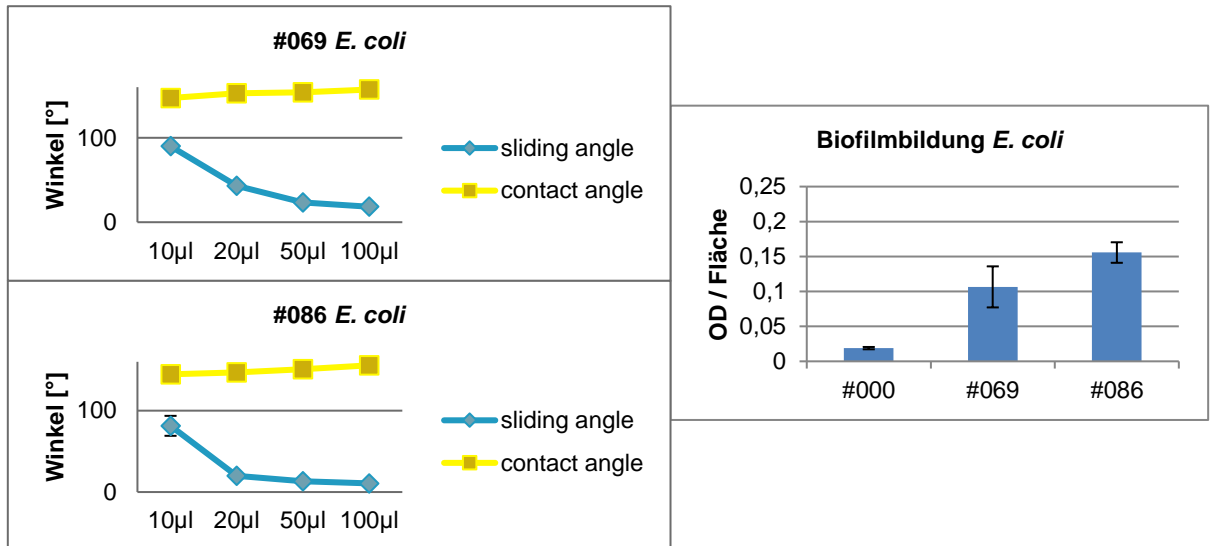 #069 E. coli
Winkel [°]
100
0
10µl 20µl 50µl 100µl
sliding angle
contact angle
#086 E. coli
Winkel [°]
100
0
10µl 20µl 50µl 100µl
sliding angle
contact angle
Biofilmbildung E. coli
OD / Fläche
0,25
0,2
0,15
0,1
0,05
0
#000 #069 #086